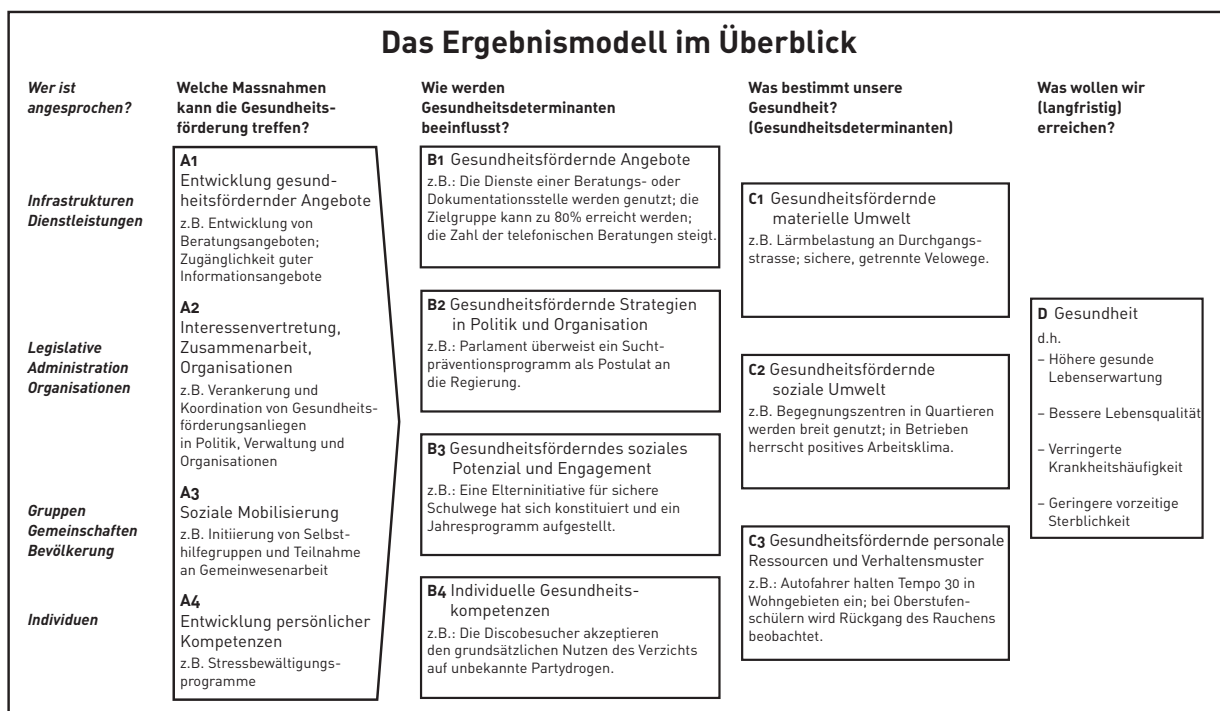 Das Ergebnismodell im Überblick
Wer ist
angesprochen?
Welche Massnahmen
kann die Gesundheits-
förderung treffen?
Wie werden
Gesundheitsdeterminanten
beeinflusst?
Was bestimmt unsere
Gesundheit?
(Gesundheitsdeterminanten)
Was wollen wir
(langfristig)
erreichen?
Infrastrukturen
Dienstleistungen
Legislative
Administration
Organisationen
Gruppen
Gemeinschaften
Bevölkerung
Individuen
A1
Entwicklung gesund-
heitsfördernder Angebote
z.B. Entwicklung von
Beratungsangeboten;
Zugänglichkeit guter
Informationsangebote
A2
Interessenvertretung,
Zusammenarbeit,
Organisationen
z.B. Verankerung und
Koordination von Gesundheits-
förderungsanliegen
in Politik, Verwaltung und
Organisationen
A3
Soziale Mobilisierung
z.B. Initiierung von Selbst-
hilfegruppen und Teilnahme
an Gemeinwesenarbeit
A4
Entwicklung persönlicher
Kompetenzen
z.B. Stressbewältigungs-
programme
B1 Gesundheitsfördernde Angebote
z.B.: Die Dienste einer Beratungs- oder
Dokumentationsstelle werden genutzt; die
Zielgruppe kann zu 80% erreicht werden;
die Zahl der telefonischen Beratungen steigt.
B2 Gesundheitsfördernde Strategien
in Politik und Organisation
z.B.: Parlament überweist ein Sucht-
präventionsprogramm als Postulat an
die Regierung.
B3 Gesundheitsförderndes soziales
Potenzial und Engagement
z.B.: Eine Elterninitiative für sichere
Schulwege hat sich konstituiert und ein
Jahresprogramm aufgestellt.
B4 Individuelle Gesundheits-
kompetenzen
z.B.: Die Discobesucher akzeptieren
den grundsätzlichen Nutzen des Verzichts
auf unbekannte Partydrogen.
C1 Gesundheitsfördernde
materielle Umwelt
z.B. Lärmbelastung an Durchgangs-
strasse; sichere, getrennte Velowege.
C2 Gesundheitsfördernde
soziale Umwelt
z.B. Begegnungszentren in Quartieren
werden breit genutzt; in Betrieben
herrscht positives Arbeitsklima.
C3 Gesundheitsfördernde personale
Ressourcen und Verhaltensmuster
z.B.: Autofahrer halten Tempo 30 in
Wohngebieten ein; bei Oberstufen-
schülern wird Rückgang des Rauchens
beobachtet.
D Gesundheit
d.h.
– Höhere gesunde
Lebenserwartung
– Bessere Lebensqualität
– Verringerte
Krankheitshäufigkeit
– Geringere vorzeitige
Sterblichkeit